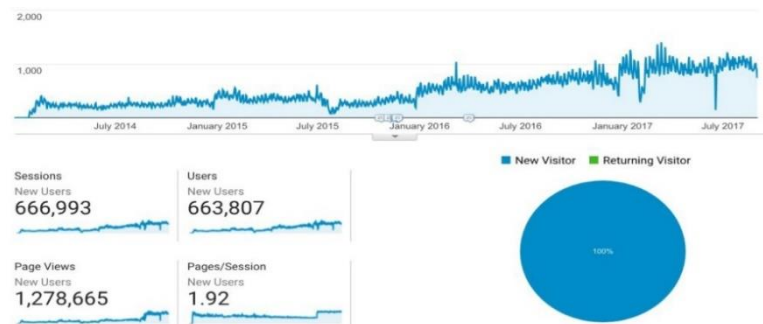 2,000
1,000
July 2014 January 2015 July 2015 January 2016 July 2016 January 2017 July 2017
New Visitor Returning Visitor
Sessions
New Users
666,993
Users
New Users
663,807
100%
Page Views
New Users
1,278,665
Pages/Session
New Users
1.92